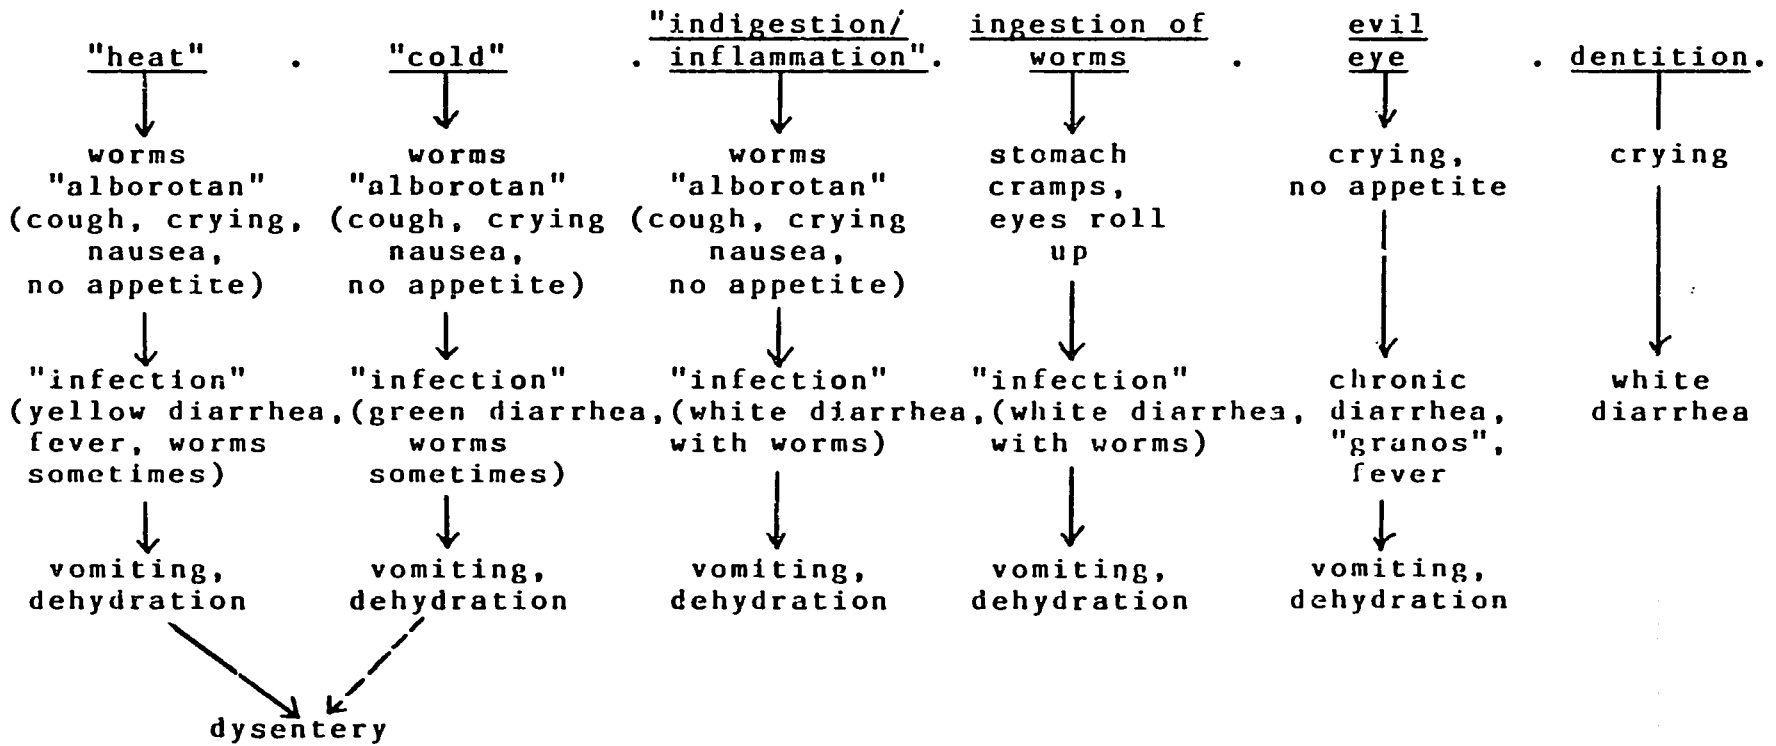 "indigestion/ ingestion of evil
"heat" . "cold" . inflammation". worms . eye . dentition.
worms worms worms stomach crying, crying
"alborotan" "alborotan" "alborotan" cramps, no appetite
(cough, crying, (cough, crying (cough, crying eyes roll
nausea, nausea, nausea, up
no appetite) no appetite) no appetite)
"infection" "infection" "infection" "infection" chronic white
(yellow diarrhea, (green diarrhea, (white diarrhea, (white diarrhea, diarrhea, diarrhea
fever, worms worms with worms) with worms) "granos",
sometimes) sometimes) fever
vomiting, vomiting, vomiting, vomiting, vomiting,
dehydration dehydration dehydration dehydration dehydration
dysentery